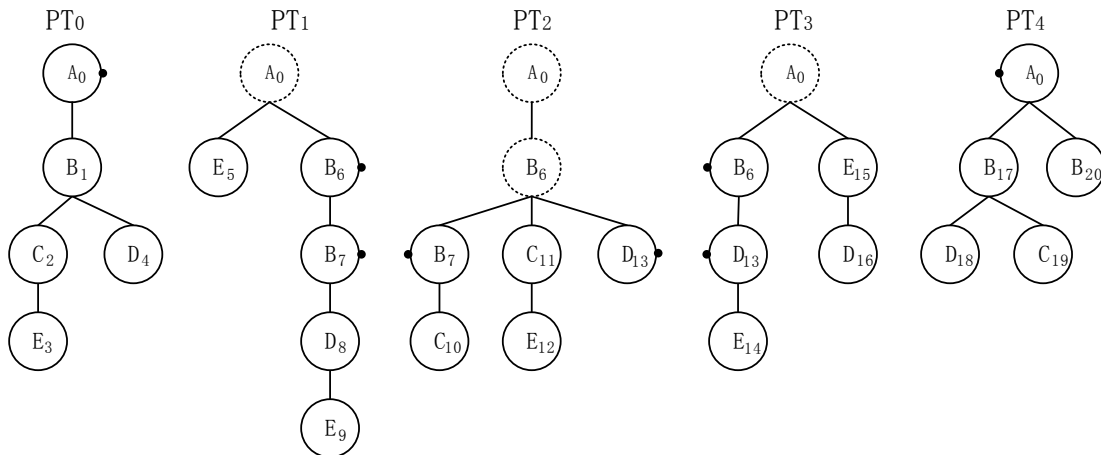 PT0 PT1 PT2 PT3 PT4
A0 A0 A0 A0 A0
B1 E5 B6 B6 B6 E15 B17 B20
C2 D4 B7 B7 C11 D13 D13 D16 D18 C19
E3 D8 C10 E12 E14
E9